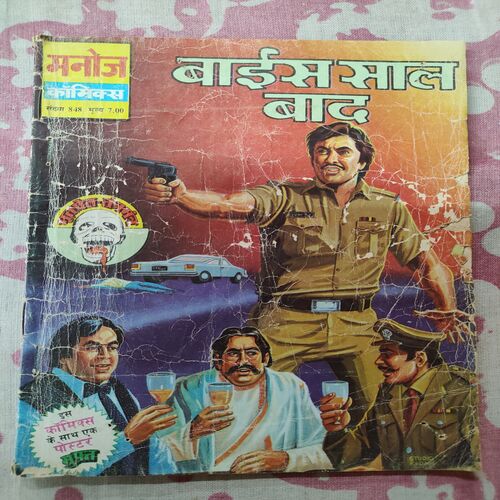 मनोज
कॉमिक्स
संख्या 848 मूल्य 7.00
बाईस साल
बाद
इस
कॉमिक्स
के साथ एक
पोस्टर
मुफ्त